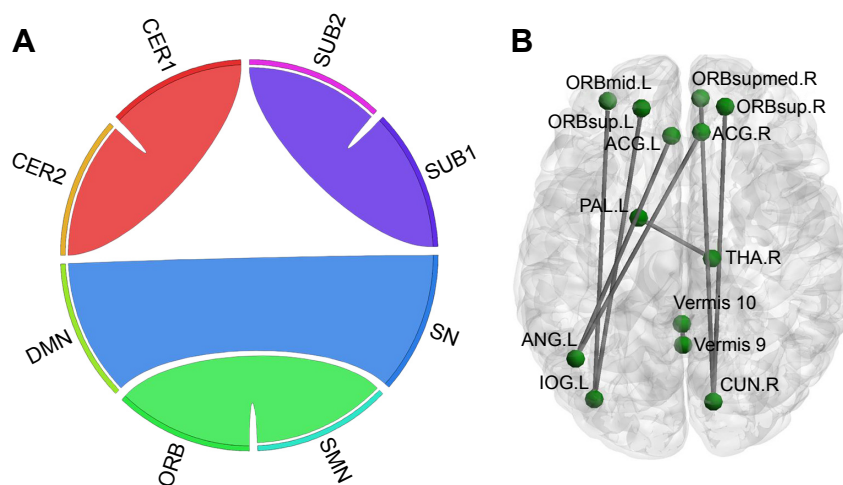 A
CER1
SUB2
CER2
SUB1
DMN
SN
ORB
SMN
B
ORBmid.L
ORBsupmed.R
ORBsup.L
ORBsup.R
ACG.L
ACG.R
PAL.L
THA.R
Vermis 10
ANG.L
Vermis 9
IOG.L
CUN.R